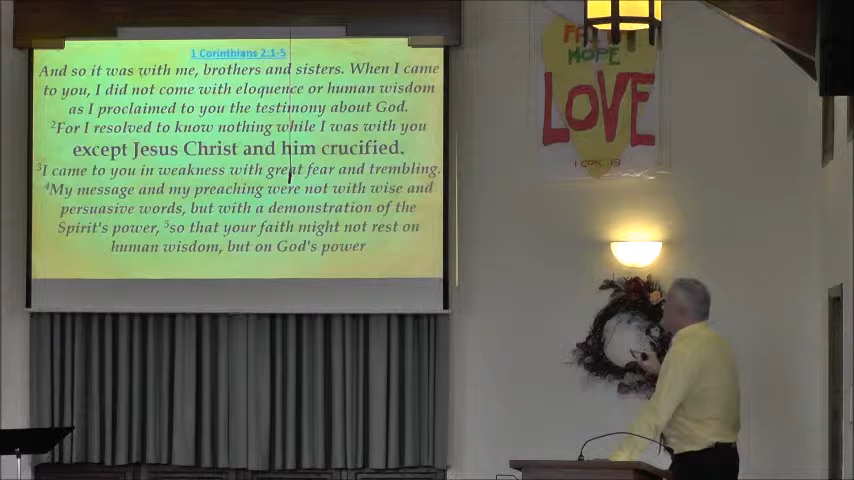 1 Corinthians 2:1-5
And so it was with me, brothers and sisters. When I came
to you, I did not come with eloquence or human wisdom
as I proclaimed to you the testimony about God.
²For I resolved to know nothing while I was with you
except Jesus Christ and him crucified.
³I came to you in weakness with great fear and trembling.
⁴My message and my preaching were not with wise and
persuasive words, but with a demonstration of the
Spirit's power, ⁵so that your faith might not rest on
human wisdom, but on God's power
HOPE
LOVE
1 COR. 13